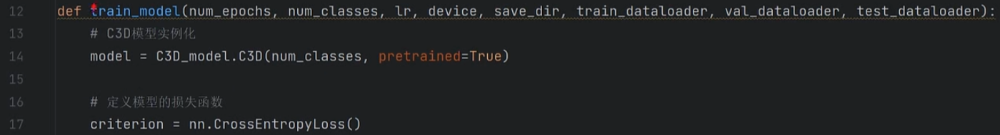 12 def train_model(num_epochs, num_classes, lr, device, save_dir, train_dataloader, val_dataloader, test_dataloader):
13 # C3D模型实例化
14 model = C3D_model.C3D(num_classes, pretrained=True)
15
16 # 定义模型的损失函数
17 criterion = nn.CrossEntropyLoss()